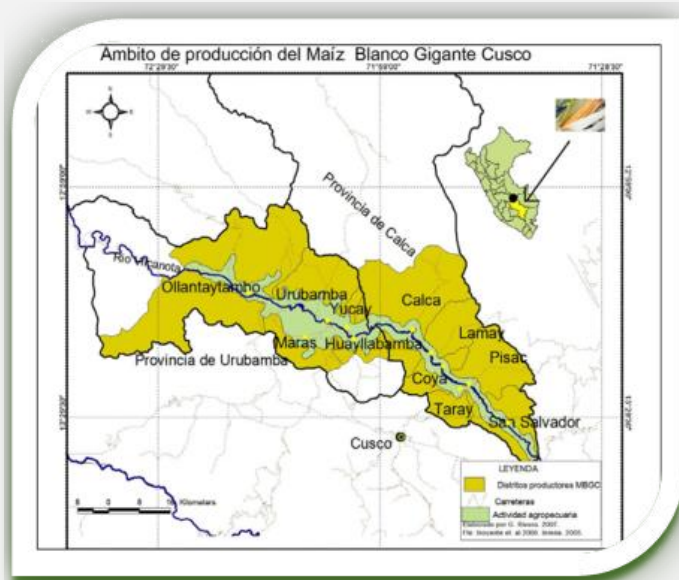 Ámbito de producción del Maíz Blanco Gigante Cusco
72°29'30"
71°59'00"
71°28'30"
Provincia de Calca
Rio Vilcanota
Ollantaytambo
Urubamba
Yucay
Calca
Lamay
Maras
Huayllabamba
Pisac
Provincia de Urubamba
Coya
Taray
San Salvador
Cusco
LEYENDA
Distritos productores MBGC
Carreteras
Actividad agropecuaria
Kilometers